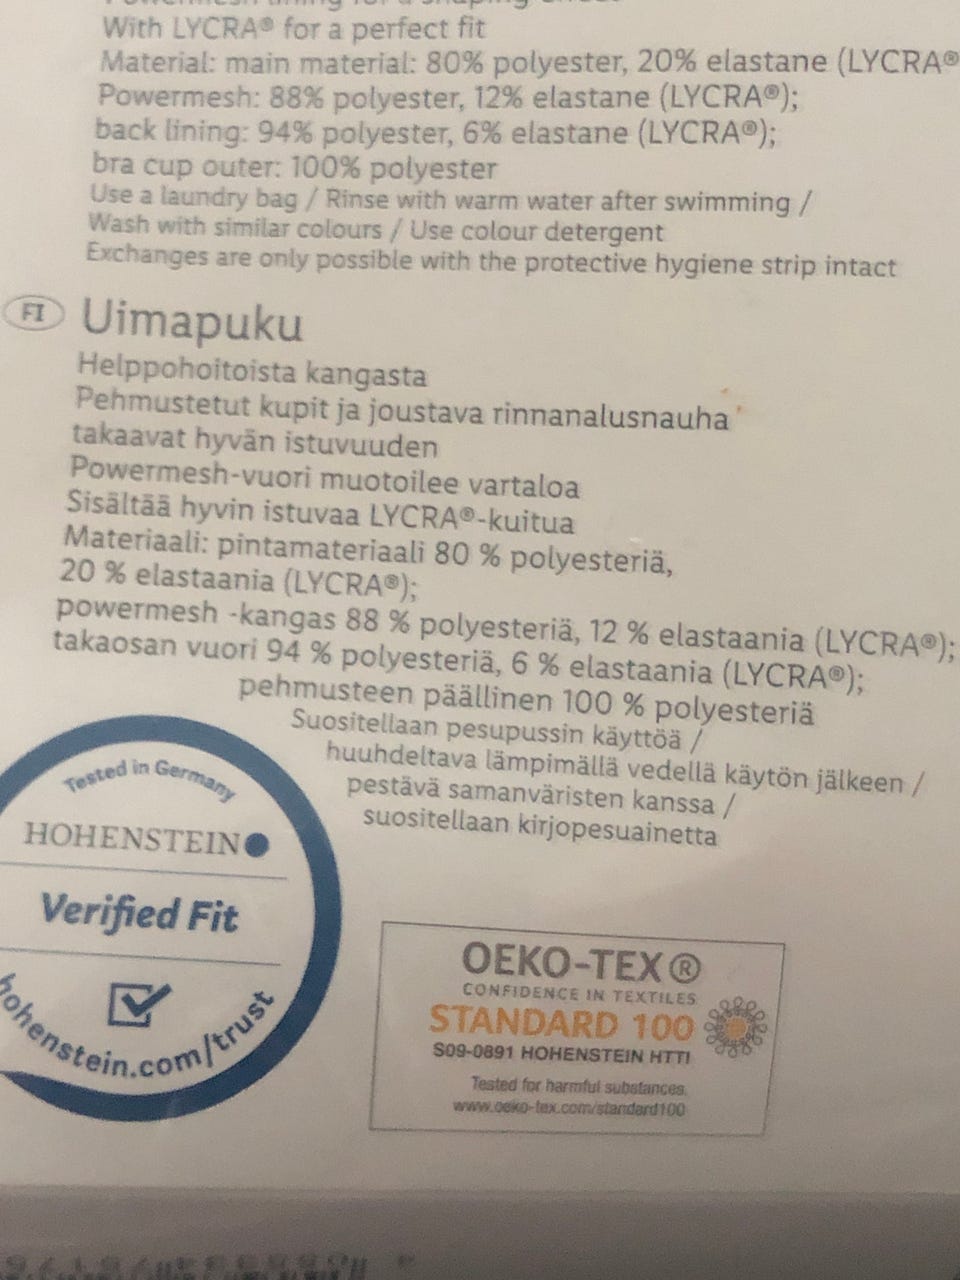 With LYCRA® for a perfect fit
Material: main material: 80% polyester, 20% elastane (LYCRA®
Powermesh: 88% polyester, 12% elastane (LYCRA®);
back lining: 94% polyester, 6% elastane (LYCRA®);
bra cup outer: 100% polyester
Use a laundry bag / Rinse with warm water after swimming /
Wash with similar colours / Use colour detergent
Exchanges are only possible with the protective hygiene strip intact
FI Uimapuku
Helppohoitoista kangasta
Pehmustetut kupit ja joustava rinnanalusnauha
takaavat hyvän istuvuuden
Powermesh-vuori muotoilee vartaloa
Sisältää hyvin istuvaa LYCRA®-kuitua
Materiaali: pintamateriaali 80 % polyesteriä,
20 % elastaania (LYCRA®);
powermesh -kangas 88 % polyesteriä, 12 % elastaania (LYCRA®);
takaosan vuori 94 % polyesteriä, 6 % elastaania (LYCRA®);
pehmusteen päällinen 100 % polyesteriä
Suositellaan pesupussin käyttöä /
huuhdeltava lämpimällä vedellä käytön jälkeen /
pestävä samanväristen kanssa /
suositellaan kirjopesuainetta
Tested in Germany
HOHENSTEIN
Verified Fit
hohenstein.com/trust
OEKO-TEX®
CONFIDENCE IN TEXTILES
STANDARD 100
S09-0891 HOHENSTEIN HTTI
Tested for harmful substances.
www.oeko-tex.com/standard100